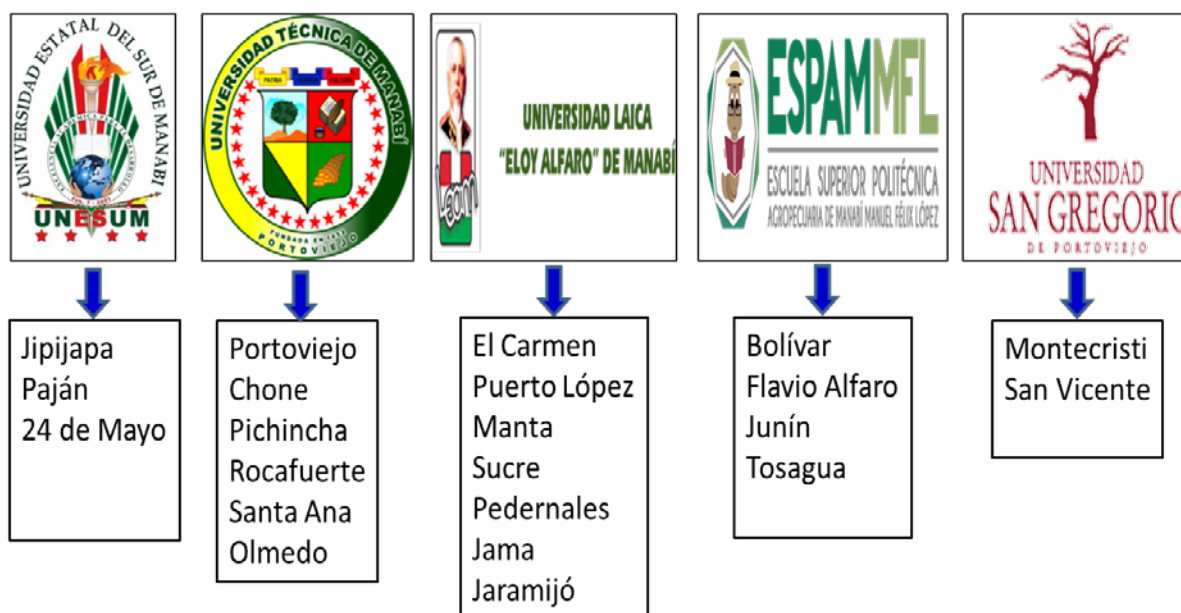 UNIVERSIDAD ESTATAL DEL SUR DE MANABÍ
UNESUM
UNIVERSIDAD TÉCNICA DE MANABÍ
FUNDADA EN 1952
PORTOVIEJO
UNIVERSIDAD LAICA
"ELOY ALFARO" DE MANABÍ
ESPAMMFL
ESCUELA SUPERIOR POLITÉCNICA
AGROPECUARIA DE MANABÍ MANUEL FÉLIX LÓPEZ
UNIVERSIDAD
SAN GREGORIO
DE PORTOVIEJO
Jipijapa
Paján
24 de Mayo
Portoviejo
Chone
Pichincha
Rocafuerte
Santa Ana
Olmedo
El Carmen
Puerto López
Manta
Sucre
Pedernales
Jama
Jaramijó
Bolívar
Flavio Alfaro
Junín
Tosagua
Montecristi
San Vicente